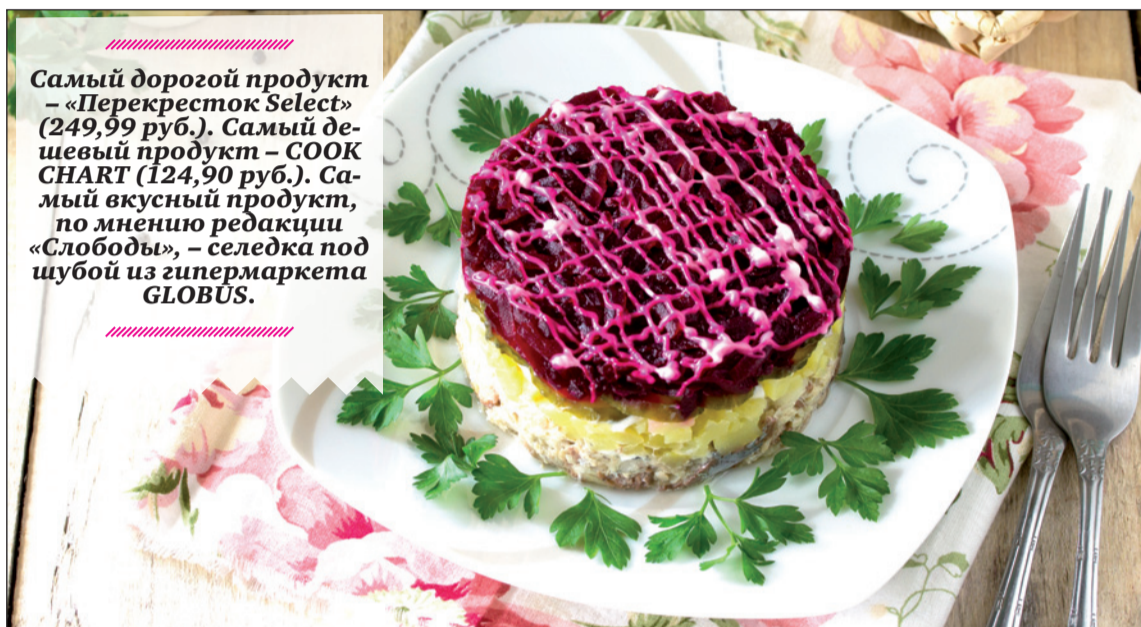 Самый дорогой продукт
– «Перекресток Select»
(249,99 руб.). Самый де-
шевый продукт – COOK
CHART (124,90 руб.). Са-
мый вкусный продукт,
по мнению редакции
«Слободы», – селедка под
шубой из гипермаркета
GLOBUS.